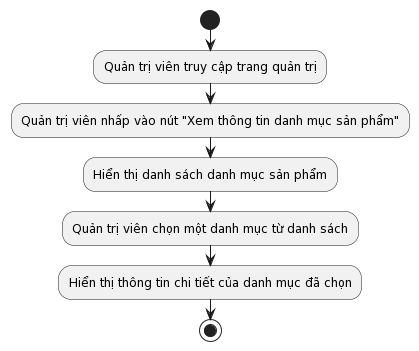 Quản trị viên truy cập trang quản trị
Quản trị viên nhấp vào nút "Xem thông tin danh mục sản phẩm"
Hiển thị danh sách danh mục sản phẩm
Quản trị viên chọn một danh mục từ danh sách
Hiển thị thông tin chi tiết của danh mục đã chọn